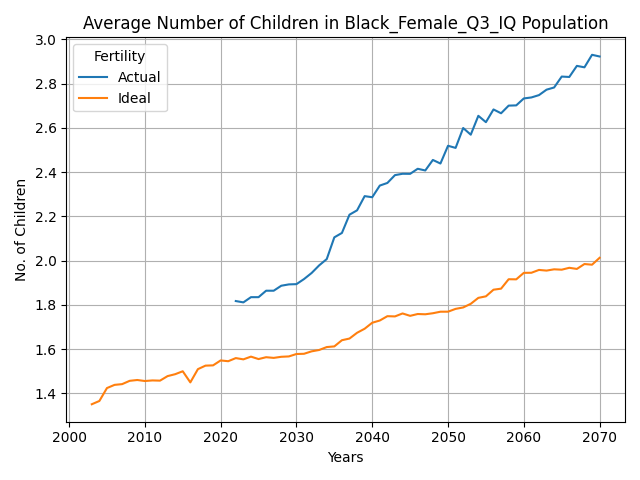 Average Number of Children in Black_Female_Q3_IQ Population
No. of Children
3.0
2.8
2.6
2.4
2.2
2.0
1.8
1.6
1.4
Fertility
Actual
Ideal
2000 2010 2020 2030 2040 2050 2060 2070
Years